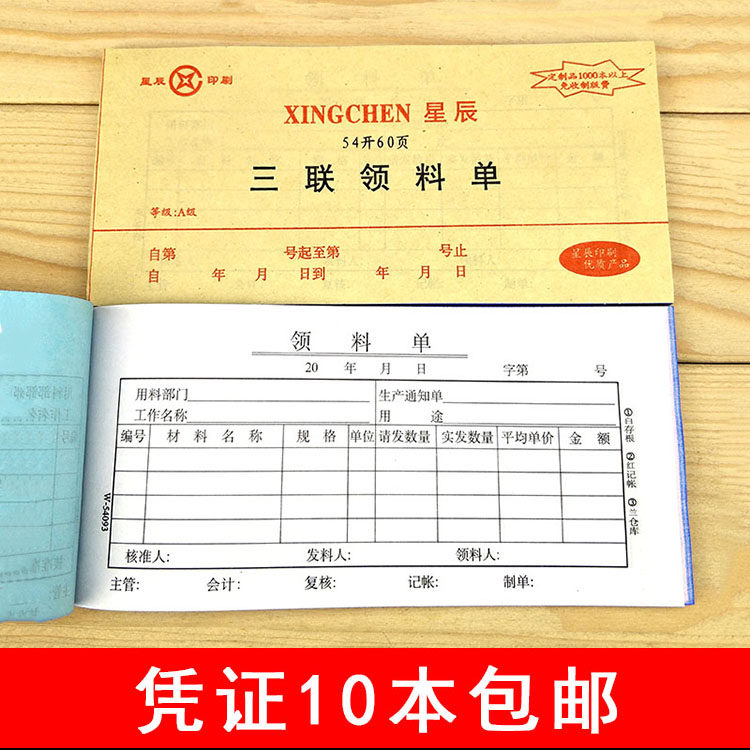 星辰 印刷
定制品1000本以上
免收制版费
XINGCHEN 星辰
54开60页
三联领料单
等级:A级
自第 号起至第 号止
自 年 月 日到 年 月 日
星辰印刷
优质产品
领料单
20 年 月 日 字第 号
用料部门 生产通知单
工作名称 用途
编号 材料名称 规格 单位 请发数量 实发数量 平均单价 金额
核准人: 发料人: 领料人:
主管: 会计: 复核: 记帐: 制单:
①白存根 ②红记帐 ③兰仓库
W-54093
凭证10本包邮